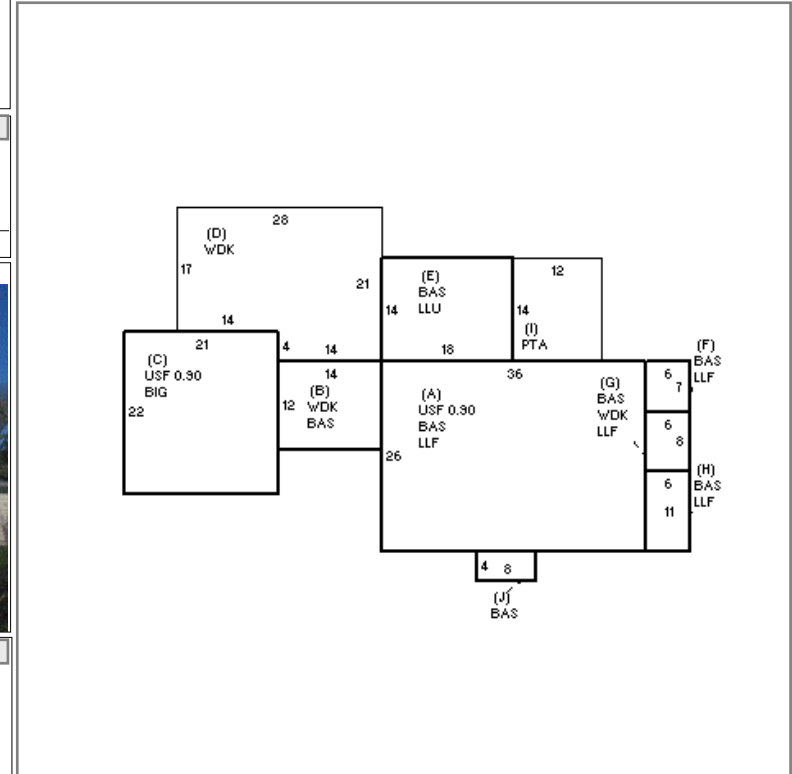 28
(D)
WDK
17
21
14
4
14
(E)
BAS
LLU
14
18
12
14
(I)
PTA
21
(C)
USF 0.90
BIG
22
14
(B)
WDK
BAS
12
36
(A)
USF 0.90
BAS
LLF
26
(G)
BAS
WDK
LLF
(F)
BAS
LLF
6
7
6
8
(H)
BAS
LLF
6
11
4
8
(J)
BAS